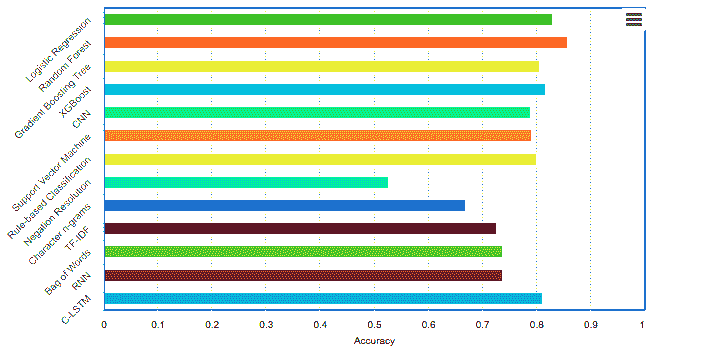 Logistic Regression
Random Forest
Gradient Boosting Tree
XGBoost
CNN
Support Vector Machine
Rule-based Classification
Negation Resolution
Character n-grams
TF-IDF
Bag of Words
RNN
C-LSTM
0 0.1 0.2 0.3 0.4 0.5 0.6 0.7 0.8 0.9 1
Accuracy